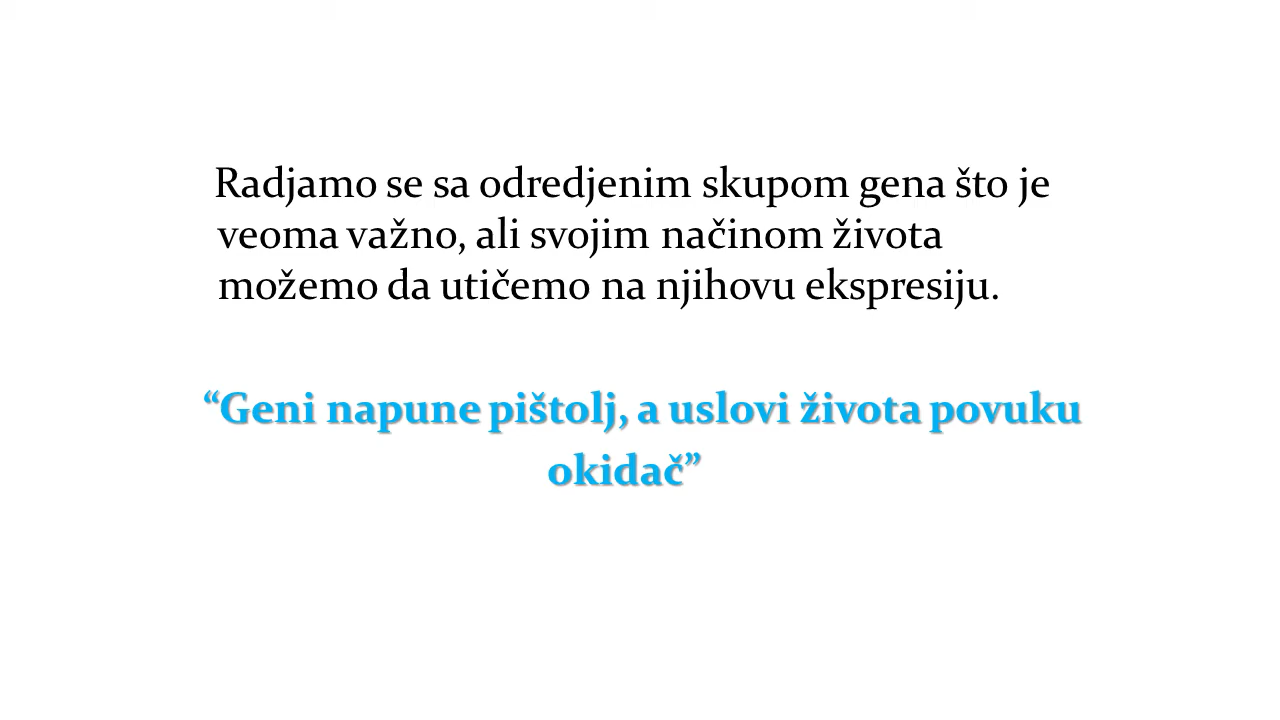 Radjamo se sa odredjenim skupom gena što je
veoma važno, ali svojim načinom života
možemo da utičemo na njihovu ekspresiju.
“Geni napune pištolj, a uslovi života povuku
okidač”